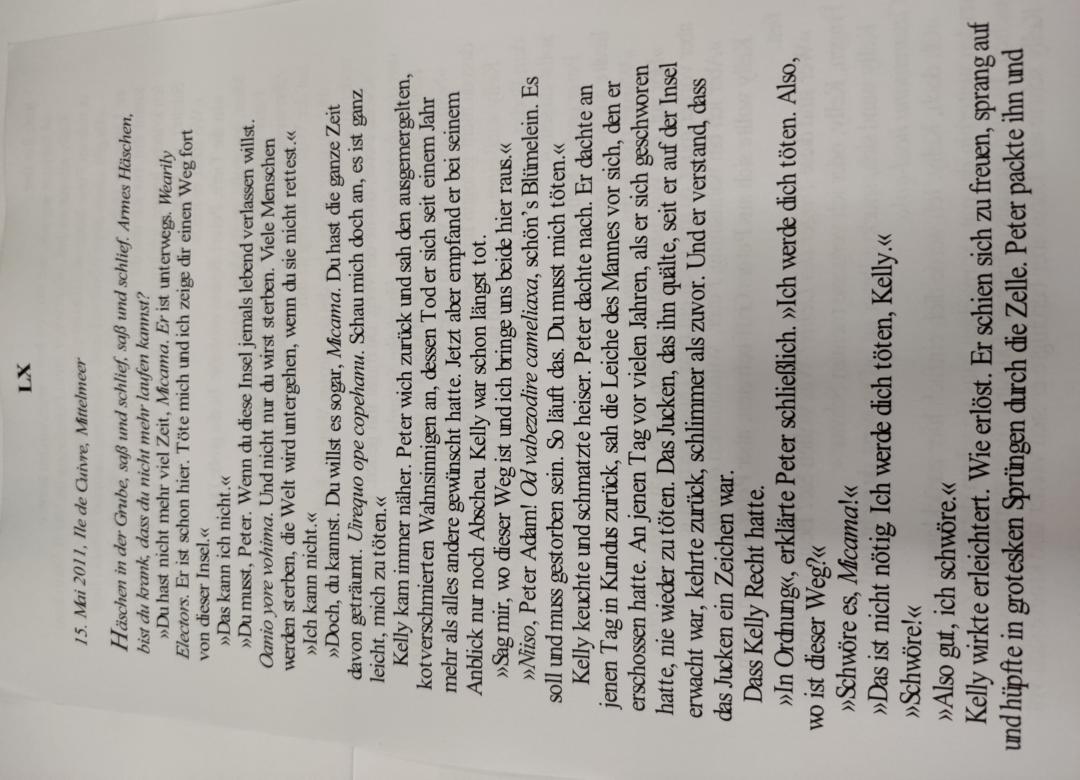 LX
15. Mai 2011, Ile de Cuivre, Mittelmeer
Häschen in der Grube, saß und schlief, saß und schlief, Armes Häschen,
bist du krank, dass du nicht mehr laufen kannst?
»Du hast nicht mehr viel Zeit, Micama. Er ist unterwegs. Wearily
Electors. Er ist schon hier. Töte mich und ich zeige dir einen Weg fort
von dieser Insel.«
»Das kann ich nicht.«
»Du musst, Peter. Wenn du diese Insel jemals lebend verlassen willst.
Oanio yore vohima. Und nicht nur du wirst sterben. Viele Menschen
werden sterben, die Welt wird untergehen, wenn du sie nicht rettest.«
»Ich kann nicht.«
»Doch, du kannst. Du willst es sogar, Micama. Du hast die ganze Zeit
davon geträumt. Uirequo ope copehanu. Schau mich doch an, es ist ganz
leicht, mich zu töten.«
Kelly kam immer näher. Peter wich zurück und sah den ausgemergelten,
kotverschmierten Wahnsinnigen an, dessen Tod er sich seit einem Jahr
mehr als alles andere gewünscht hatte. Jetzt aber empfand er bei seinem
Anblick nur noch Abscheu. Kelly war schon längst tot.
»Sag mir, wo dieser Weg ist und ich bringe uns beide hier raus.«
»Niiso, Peter Adam! Od vabezodire cameliaxa, schön's Blümelein. Es
soll und muss gestorben sein. So läuft das. Du musst mich töten.«
Kelly keuchte und schmatzte heiser. Peter dachte nach. Er dachte an
jenen Tag in Kundus zurück, sah die Leiche des Mannes vor sich, den er
erschossen hatte. An jenen Tag vor vielen Jahren, als er sich geschworen
hatte, nie wieder zu töten. Das Jucken, das ihn quälte, seit er auf der Insel
erwacht war, kehrte zurück, schlimmer als zuvor. Und er verstand, dass
das Jucken ein Zeichen war.
Dass Kelly Recht hatte.
»In Ordnung«, erklärte Peter schließlich. »Ich werde dich töten. Also,
wo ist dieser Weg?«
»Schwöre es, Micama!«
»Das ist nicht nötig. Ich werde dich töten, Kelly.«
»Schwöre!«
»Also gut, ich schwöre.«
Kelly wirkte erleichtert. Wie erlöst. Er schien sich zu freuen, sprang auf
und hüpfte in grotesken Sprüngen durch die Zelle. Peter packte ihn und